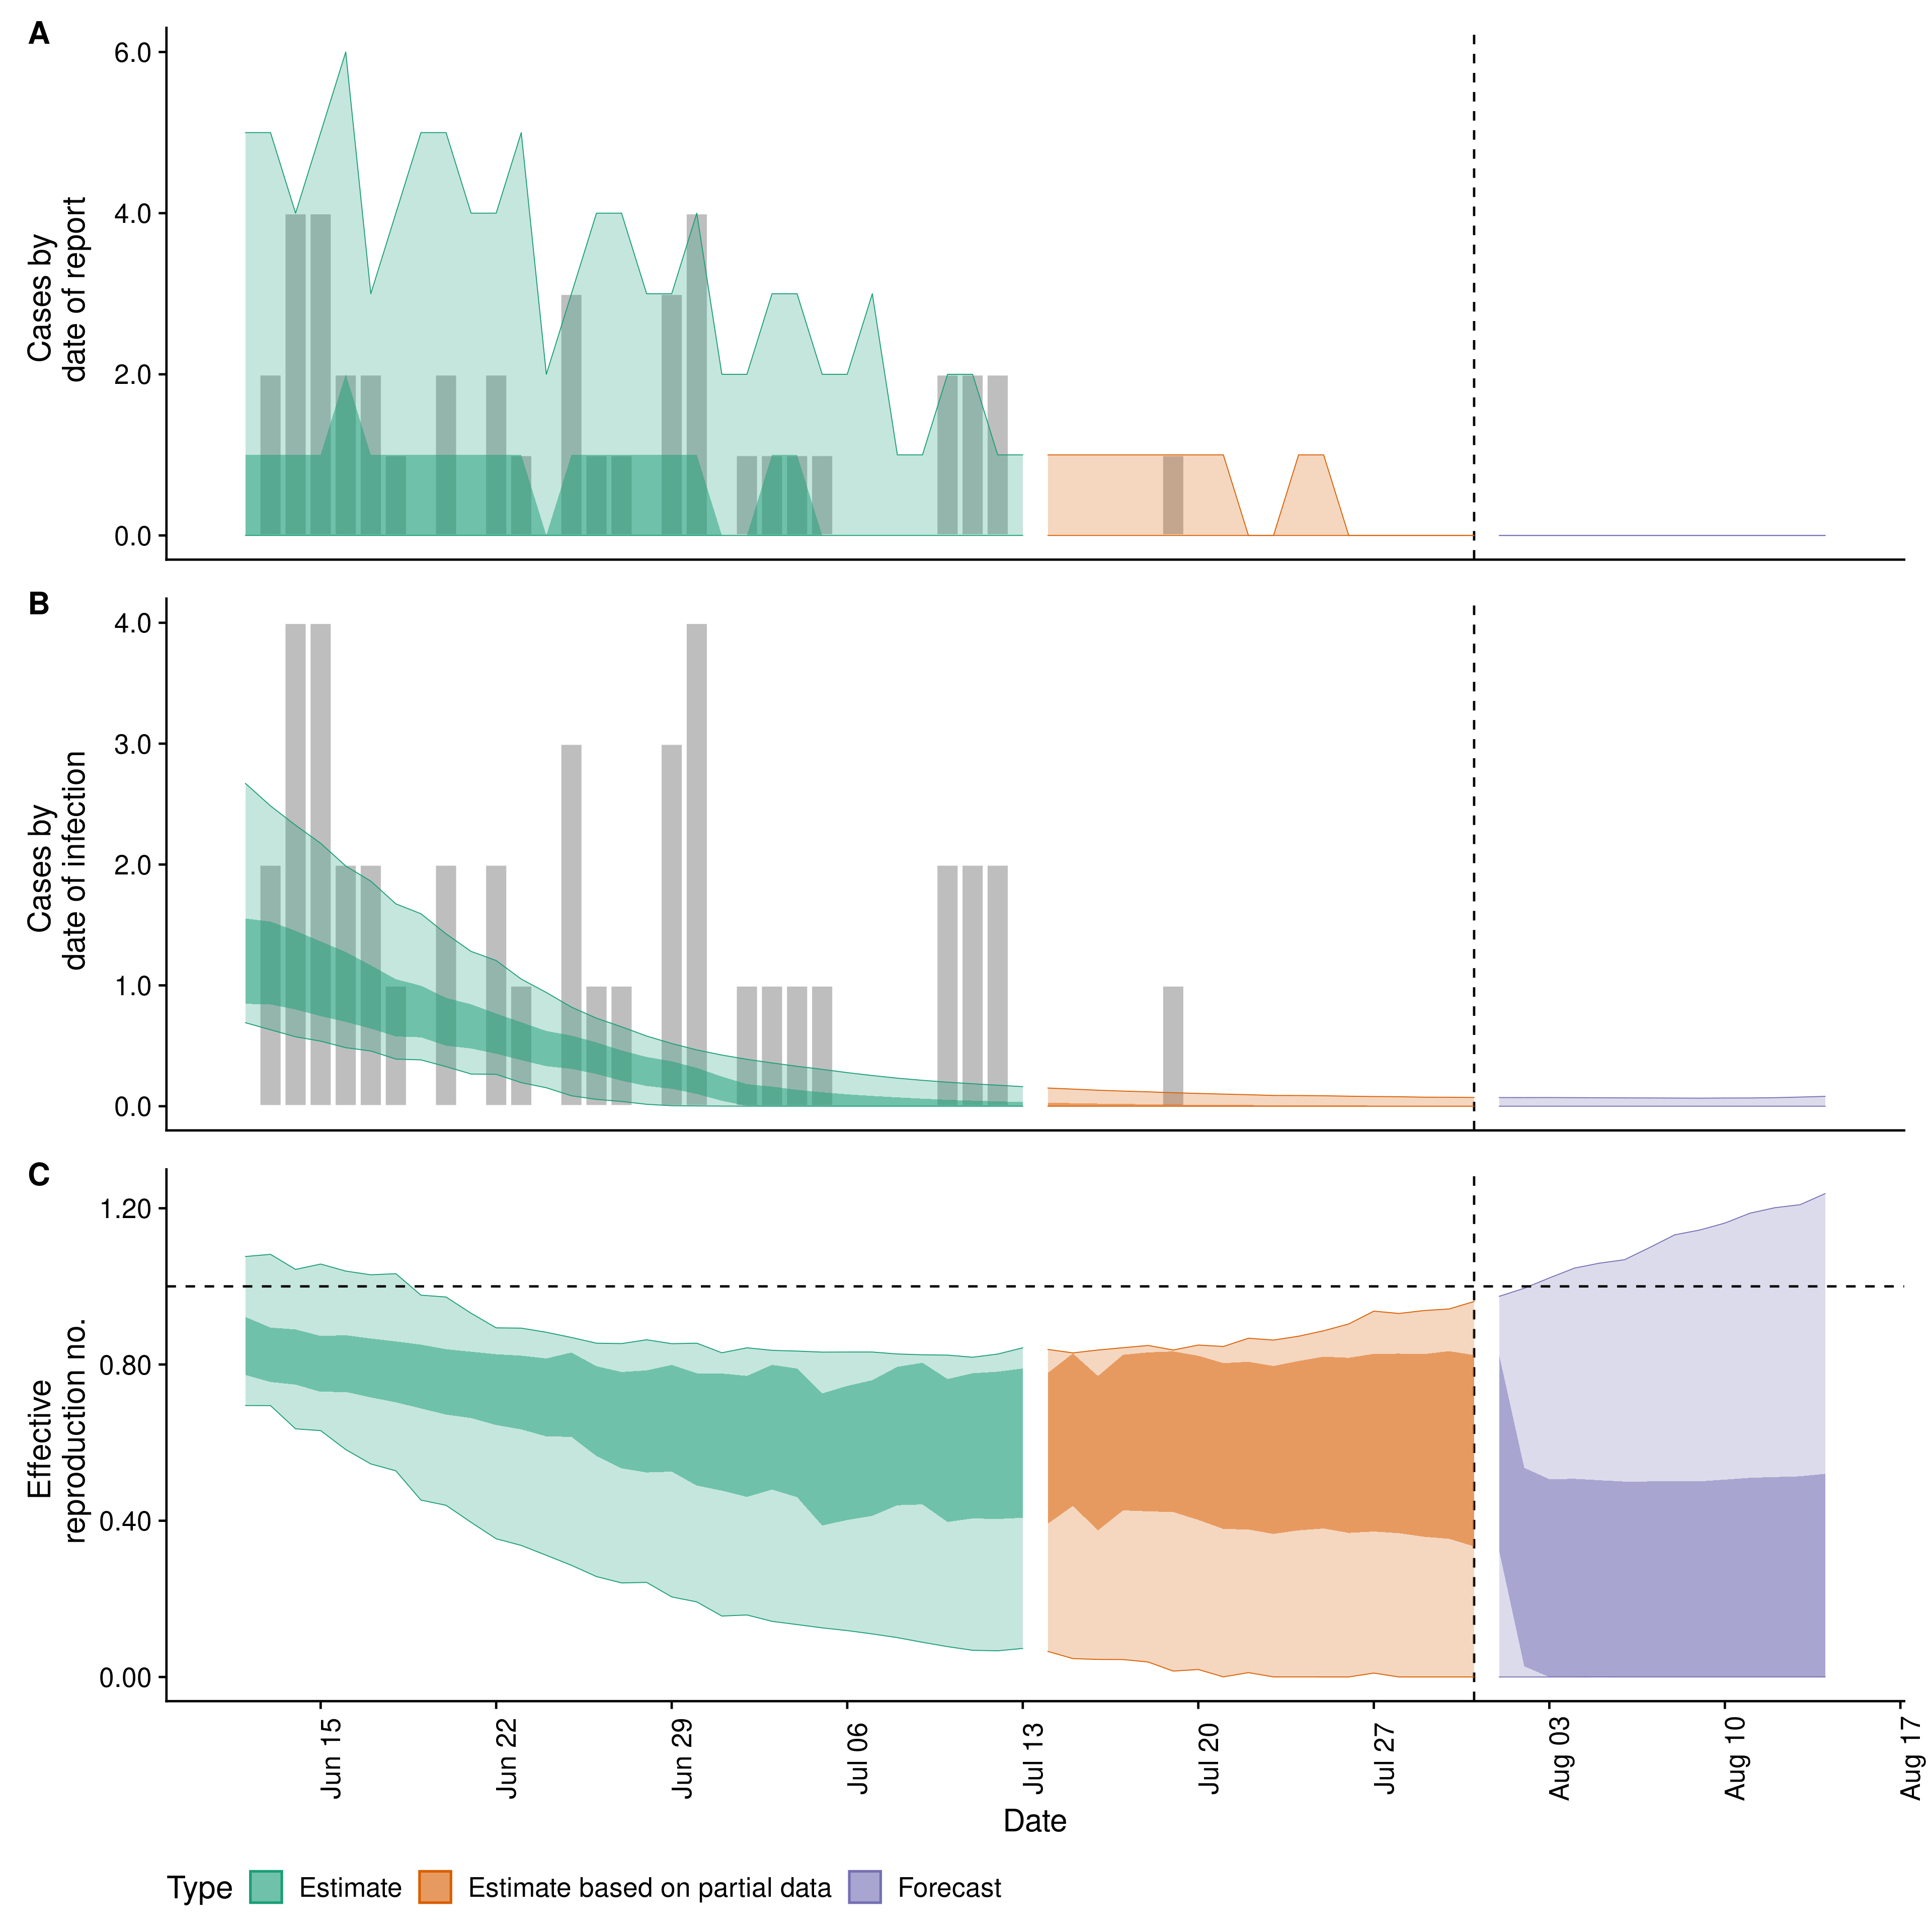 A
6.0
4.0
2.0
0.0
Cases by
date of report
B
4.0
3.0
2.0
1.0
0.0
Cases by
date of infection
C
1.20
0.80
0.40
0.00
Effective
reproduction no.
Jun 15
Jun 22
Jun 29
Jul 06
Jul 13
Jul 20
Jul 27
Aug 03
Aug 10
Aug 17
Date
Type Estimate Estimate based on partial data Forecast